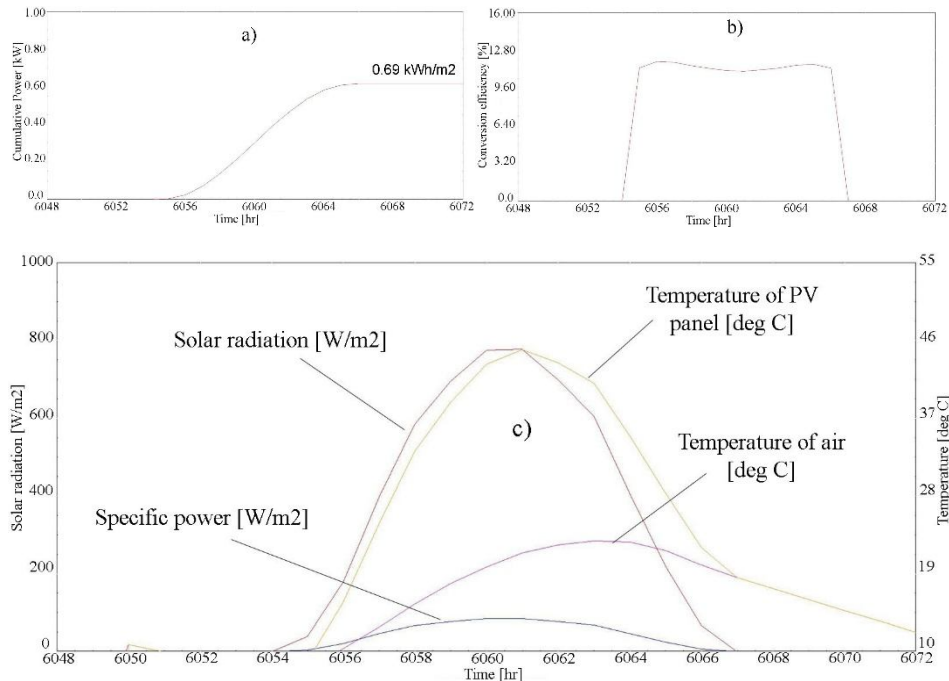 a)
1.00
0.80
0.60
0.40
0.20
0.0
Cumulative Power [kW]
0.69 kWh/m2
6048 6052 6056 6060 6064 6068 6072
Time [hr]
b)
16.00
12.80
9.60
6.40
3.20
0.0
Conversion efficiency [%]
6048 6052 6056 6060 6064 6068 6072
Time [hr]
c)
1000
800
600
400
200
0
Solar radiation [W/m2]
Solar radiation [W/m2]
Specific power [W/m2]
Temperature of PV
panel [deg C]
Temperature of air
[deg C]
55
46
37
28
19
10
Temperature [deg C]
6048 6050 6052 6054 6056 6058 6060 6062 6064 6066 6068 6070 6072
Time [hr]